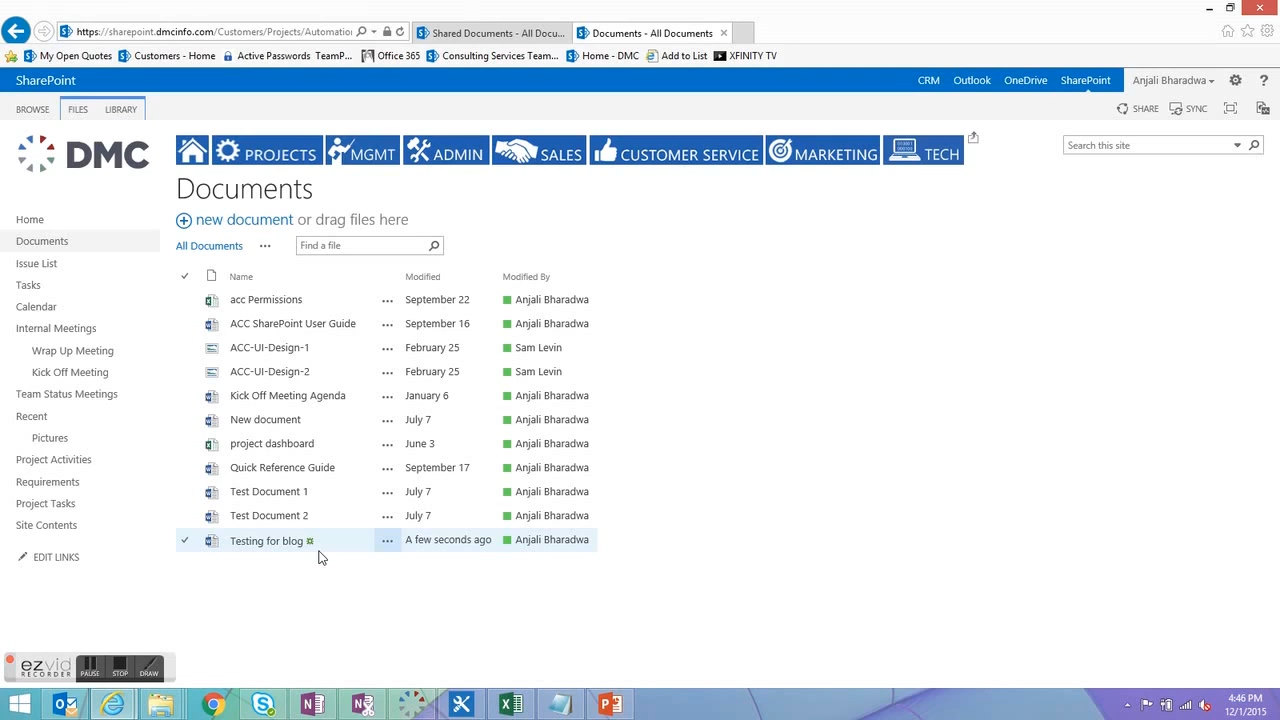 https://sharepoint.dmcinfo.com/Customers/Projects/Automatio
Shared Documents - All Docu...
Documents - All Documents
My Open Quotes
Customers - Home
Active Passwords TeamP...
Office 365
Consulting Services Team...
Home - DMC
Add to List
XFINITY TV
SharePoint
CRM
Outlook
OneDrive
SharePoint
Anjali Bharadwa
?
BROWSE
FILES
LIBRARY
SHARE
SYNC
DMC
PROJECTS
MGMT
ADMIN
SALES
CUSTOMER SERVICE
MARKETING
TECH
Search this site
Documents
new document or drag files here
All Documents
...
Find a file
Home
Documents
Issue List
Tasks
Calendar
Internal Meetings
Wrap Up Meeting
Kick Off Meeting
Team Status Meetings
Recent
Pictures
Project Activities
Requirements
Project Tasks
Site Contents
EDIT LINKS
Name Modified Modified By
acc Permissions ... September 22 Anjali Bharadwa
ACC SharePoint User Guide ... September 16 Anjali Bharadwa
ACC-UI-Design-1 ... February 25 Sam Levin
ACC-UI-Design-2 ... February 25 Sam Levin
Kick Off Meeting Agenda ... January 6 Anjali Bharadwa
New document ... July 7 Anjali Bharadwa
project dashboard ... June 3 Anjali Bharadwa
Quick Reference Guide ... September 17 Anjali Bharadwa
Test Document 1 ... July 7 Anjali Bharadwa
Test Document 2 ... July 7 Anjali Bharadwa
Testing for blog ... A few seconds ago Anjali Bharadwa
ezvid
RECORDER
PAUSE
STOP
DRAW
4:46 PM
12/1/2015